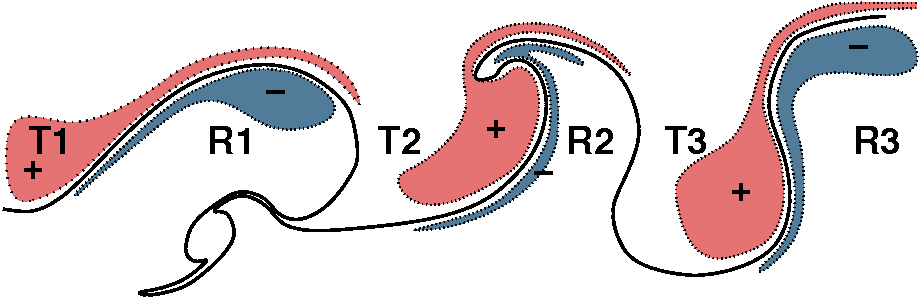 T1 R1 T2 R2 T3 R3
+ − + − + −